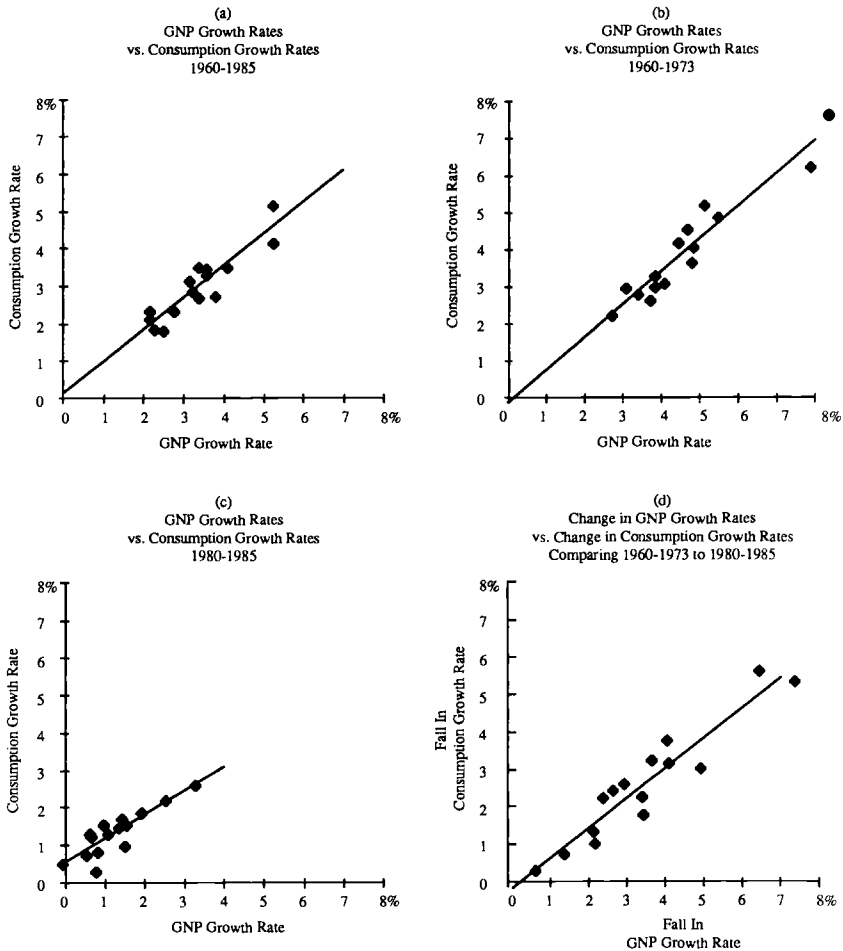 (a)
GNP Growth Rates
vs. Consumption Growth Rates
1960-1985
8%
7
6
5
4
3
2
1
0
Consumption Growth Rate
0 1 2 3 4 5 6 7 8%
GNP Growth Rate
(b)
GNP Growth Rates
vs. Consumption Growth Rates
1960-1973
8%
7
6
5
4
3
2
1
0
Consumption Growth Rate
0 1 2 3 4 5 6 7 8%
GNP Growth Rate
(c)
GNP Growth Rates
vs. Consumption Growth Rates
1980-1985
8%
7
6
5
4
3
2
1
0
Consumption Growth Rate
0 1 2 3 4 5 6 7 8%
GNP Growth Rate
(d)
Change in GNP Growth Rates
vs. Change in Consumption Growth Rates
Comparing 1960-1973 to 1980-1985
8%
7
6
5
4
3
2
1
0
Fall In
Consumption Growth Rate
0 1 2 3 4 5 6 7 8%
Fall In
GNP Growth Rate